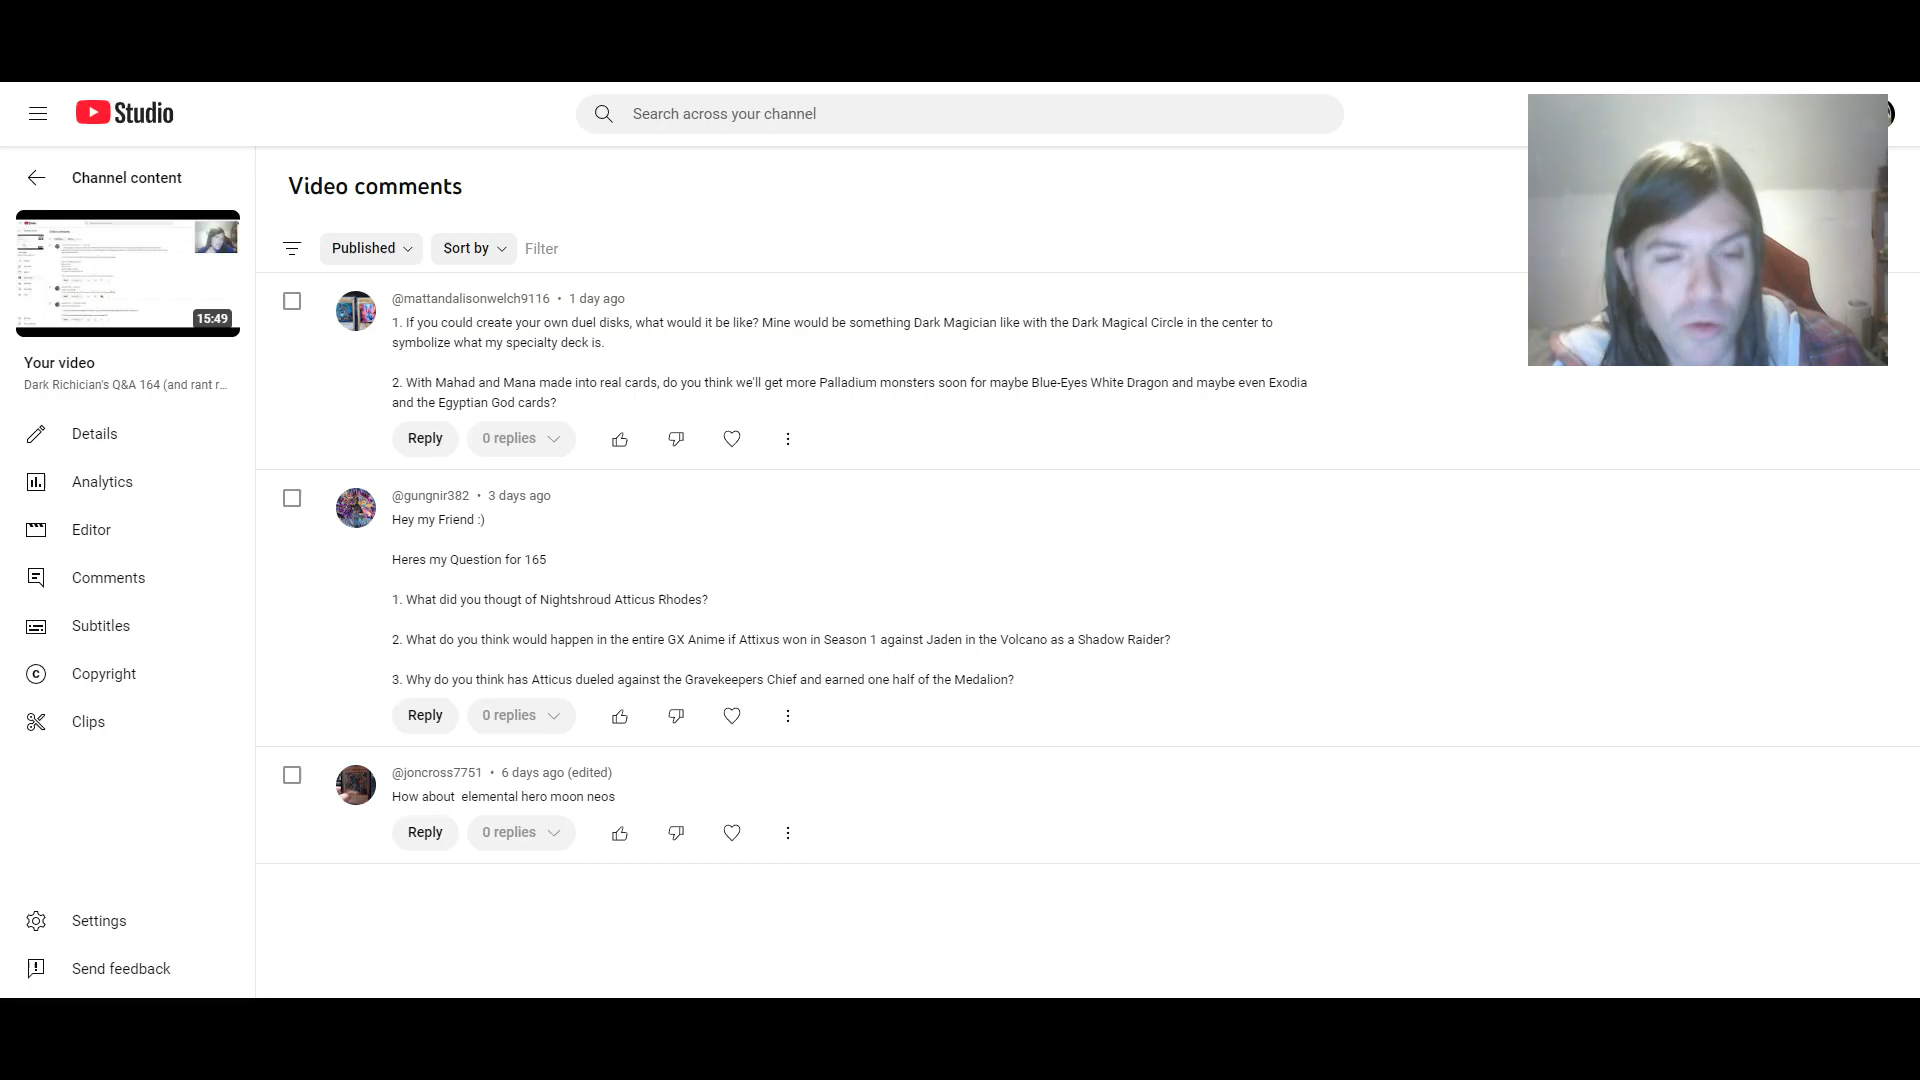 Studio
Search across your channel
Channel content
15:49
Your video
Dark Richician's Q&A 164 (and rant r...
Details
Analytics
Editor
Comments
Subtitles
Copyright
Clips
Settings
Send feedback
Video comments
Published
Sort by
Filter
@mattandalisonwelch9116 • 1 day ago
1. If you could create your own duel disks, what would it be like? Mine would be something Dark Magician like with the Dark Magical Circle in the center to
symbolize what my specialty deck is.
2. With Mahad and Mana made into real cards, do you think we'll get more Palladium monsters soon for maybe Blue-Eyes White Dragon and maybe even Exodia
and the Egyptian God cards?
Reply
0 replies
@gungnir382 • 3 days ago
Hey my Friend :)
Heres my Question for 165
1. What did you thougt of Nightshroud Atticus Rhodes?
2. What do you think would happen in the entire GX Anime if Attixus won in Season 1 against Jaden in the Volcano as a Shadow Raider?
3. Why do you think has Atticus dueled against the Gravekeepers Chief and earned one half of the Medalion?
Reply
0 replies
@joncross7751 • 6 days ago (edited)
How about elemental hero moon neos
Reply
0 replies